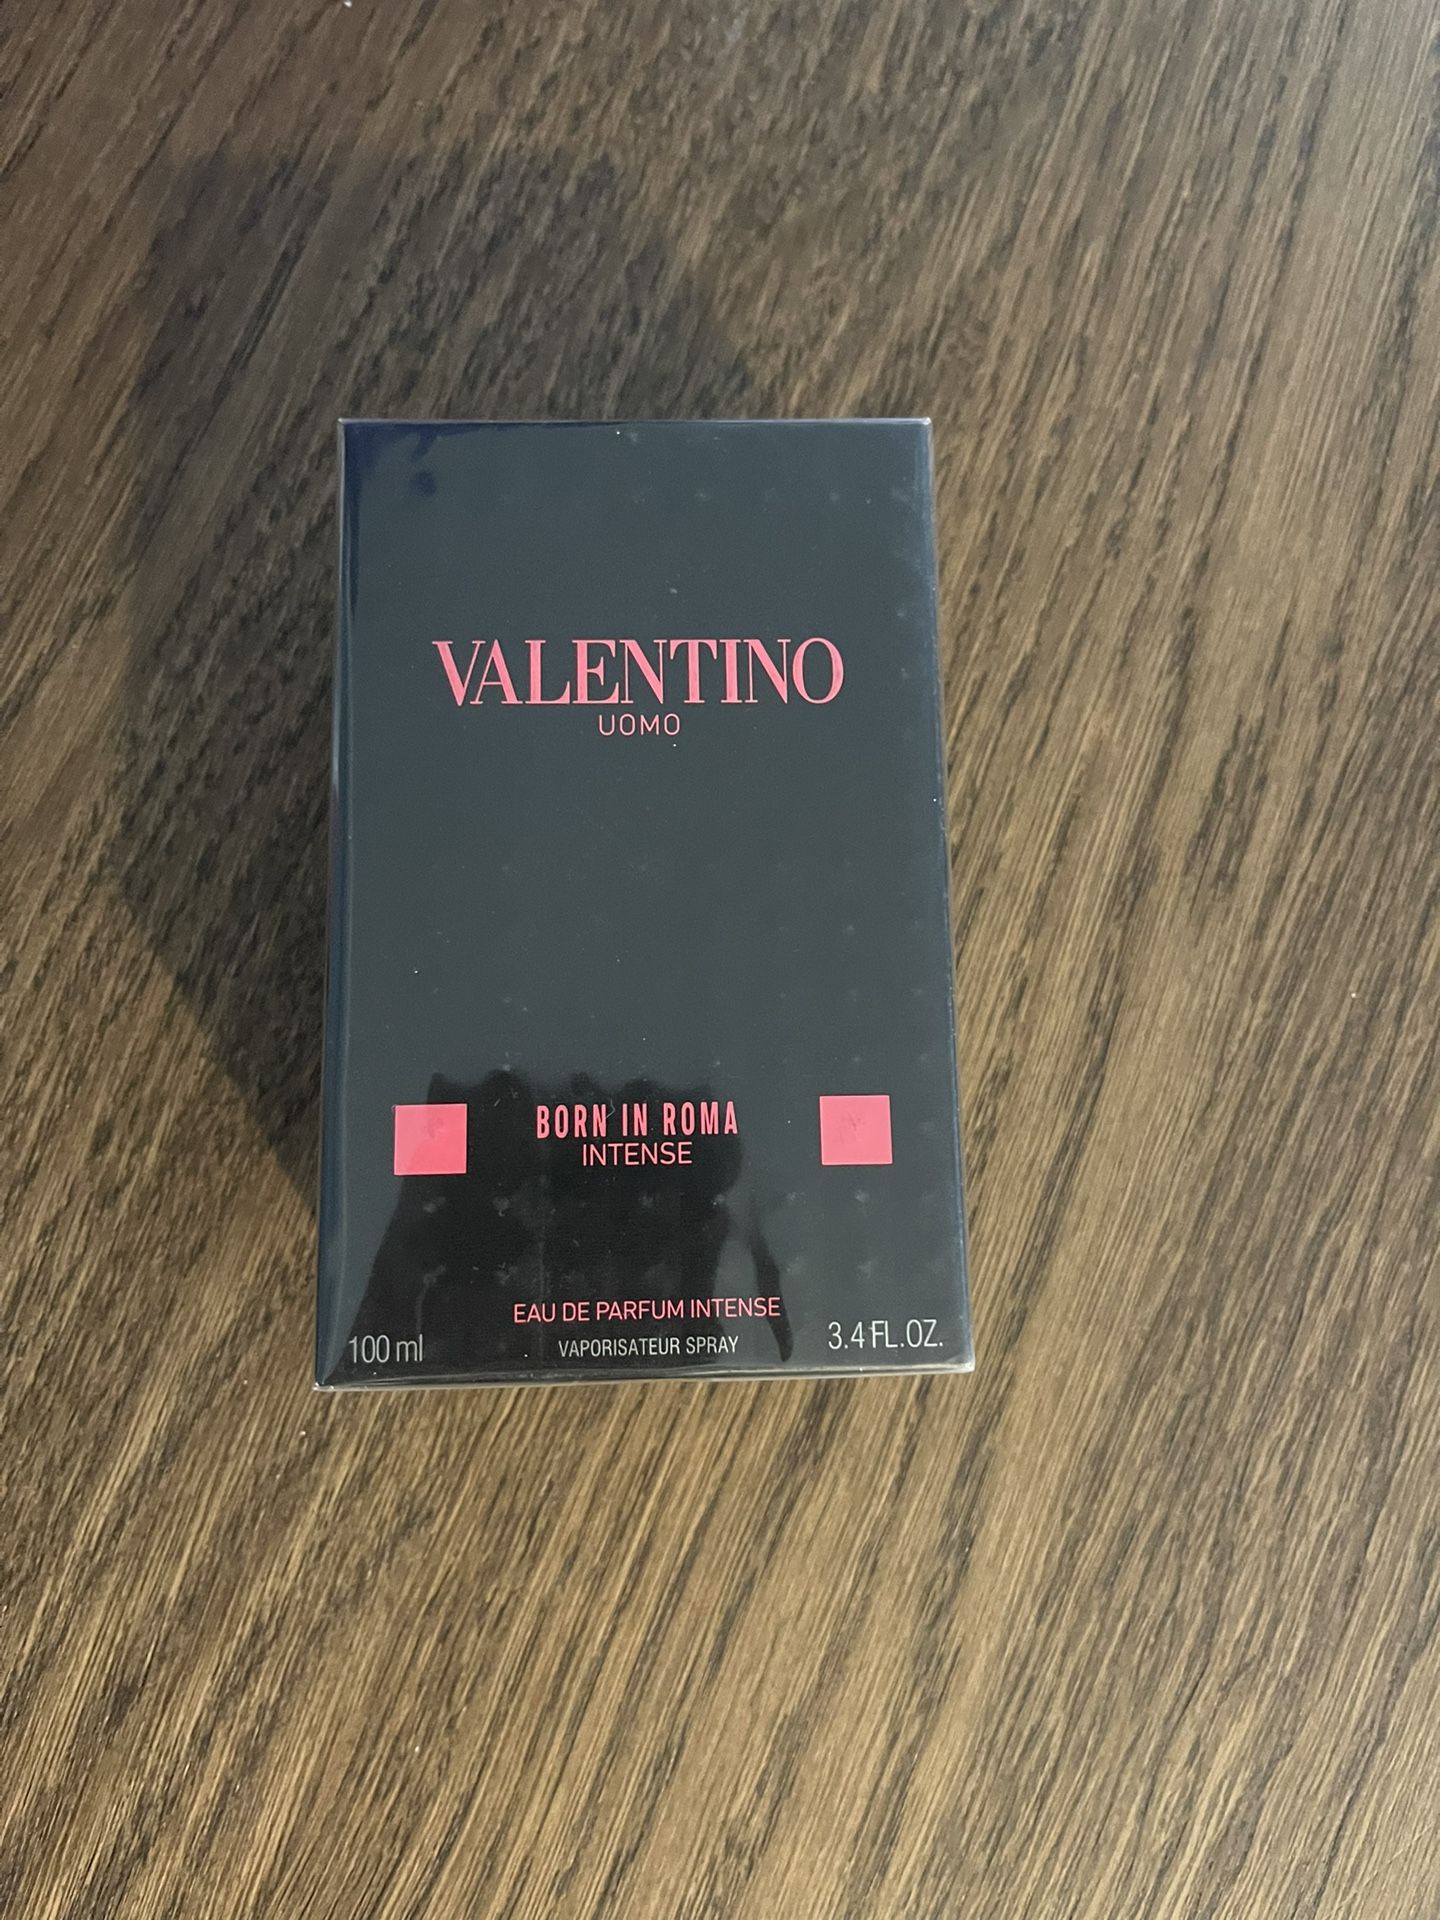 VALENTINO
UOMO
BORN IN ROMA
INTENSE
EAU DE PARFUM INTENSE
100 ml VAPORISATEUR SPRAY 3.4 FL.OZ.